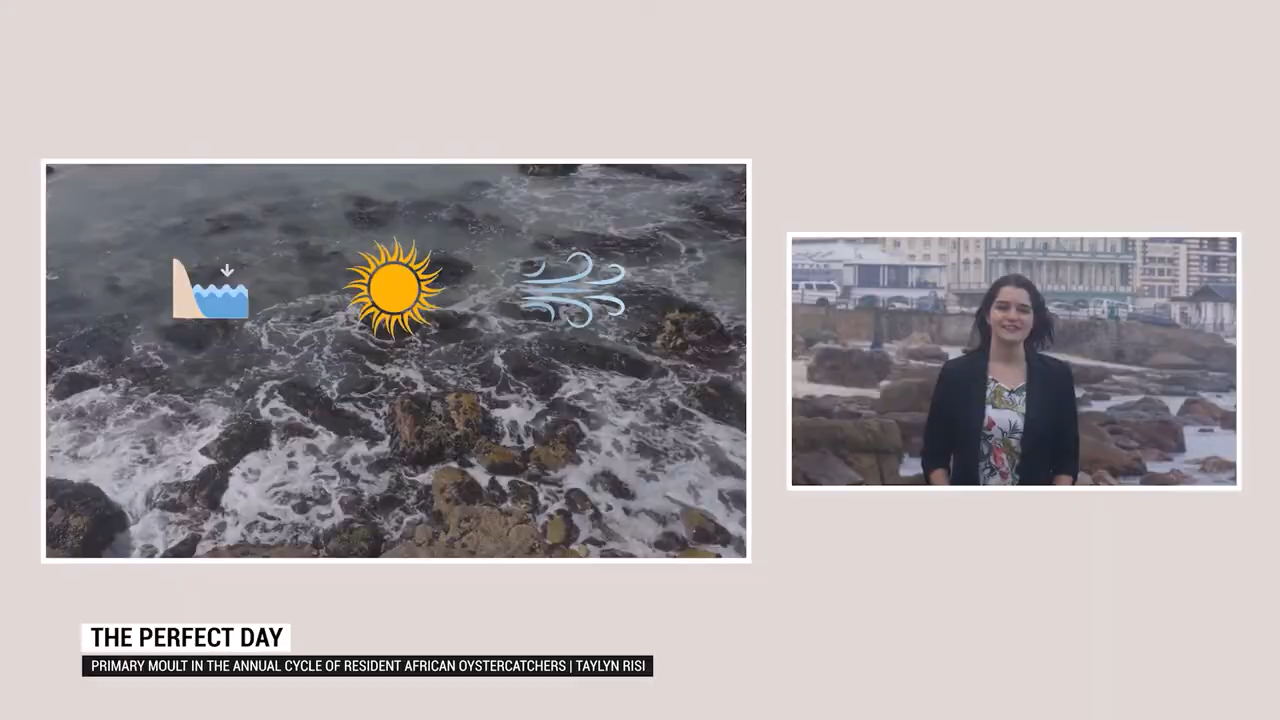 THE PERFECT DAY
PRIMARY MOULT IN THE ANNUAL CYCLE OF RESIDENT AFRICAN OYSTERCATCHERS | TAYLYN RISI